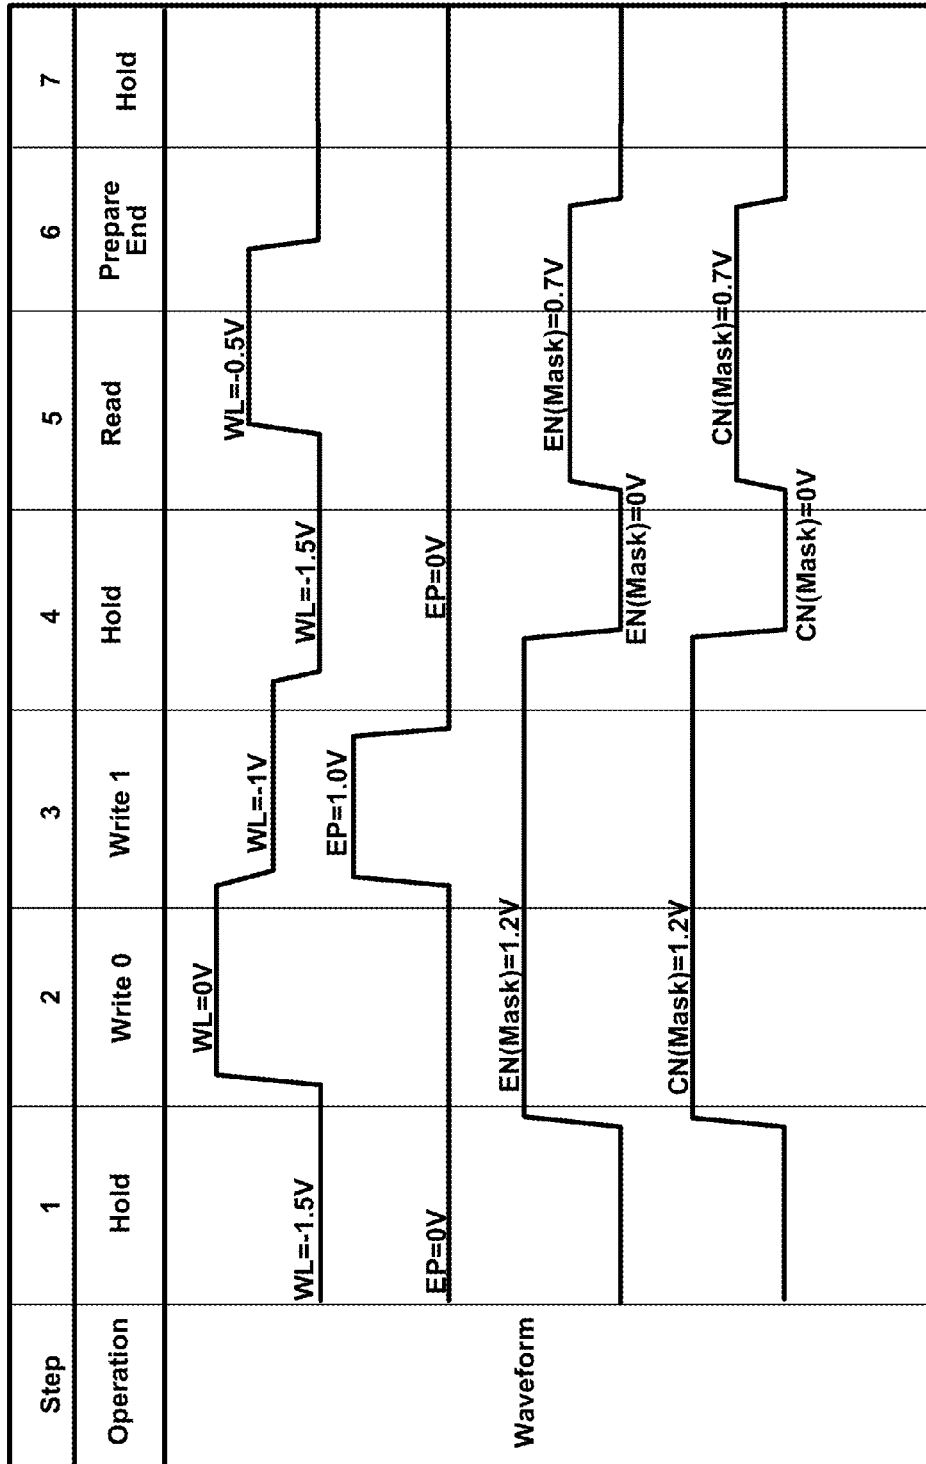 Step 1 2 3 4 5 6 7
Operation Hold Write 0 Write 1 Hold Read Prepare End Hold
Waveform
WL=-1.5V WL=0V WL=-1V WL=-1.5V WL=-0.5V
EP=0V EP=1.0V EP=0V
EN(Mask)=1.2V EN(Mask)=0V EN(Mask)=0.7V
CN(Mask)=1.2V CN(Mask)=0V CN(Mask)=0.7V